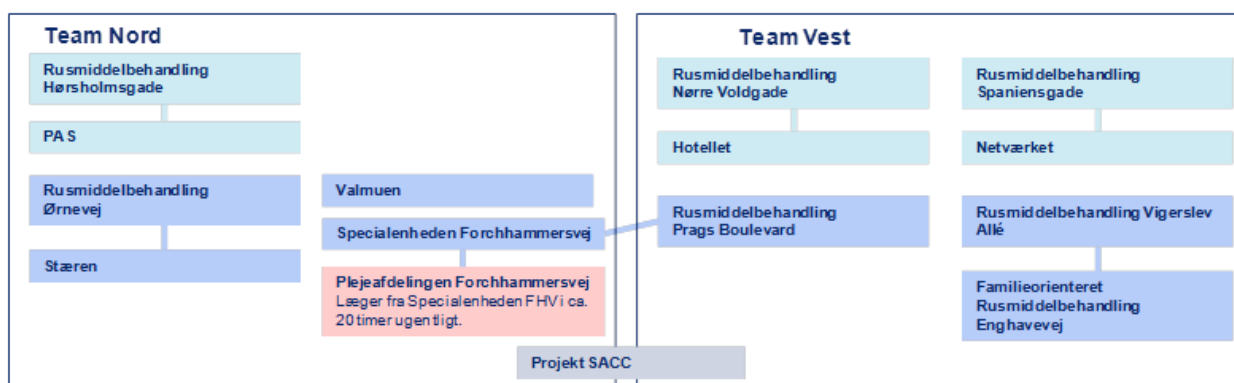 Team Nord
Rusmiddelbehandling
Hørsholmsgade
PAS
Rusmiddelbehandling
Ørnevej
Stæren
Valmuen
Specialenheden Forchhammersvej
Plejeafdelingen Forchhammersvej
Læger fra Specialenheden FHV i ca.
20 timer ugentligt.
Team Vest
Rusmiddelbehandling
Nørre Voldgade
Hotellet
Rusmiddelbehandling
Prags Boulevard
Rusmiddelbehandling
Spaniensgade
Netværket
Rusmiddelbehandling Vigerslev
Allé
Familieorienteret
Rusmiddelbehandling
Enghavevej
Projekt SACC